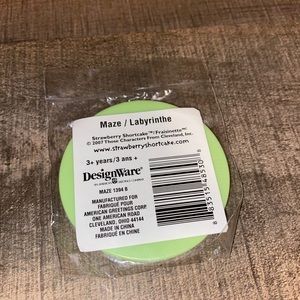 Maze / Labyrinthe
Strawberry Shortcake™/Fraisinette™
© 2007 Those Characters From Cleveland, Inc.
www.strawberryshortcake.com
3+ years/3 ans +
DesignWare®
MAZE 1394 B
MANUFACTURED FOR
FABRIQUÉ POUR
AMERICAN GREETINGS CORP.
ONE AMERICAN ROAD
CLEVELAND, OHIO 44144
MADE IN CHINA
FABRIQUÉ EN CHINE